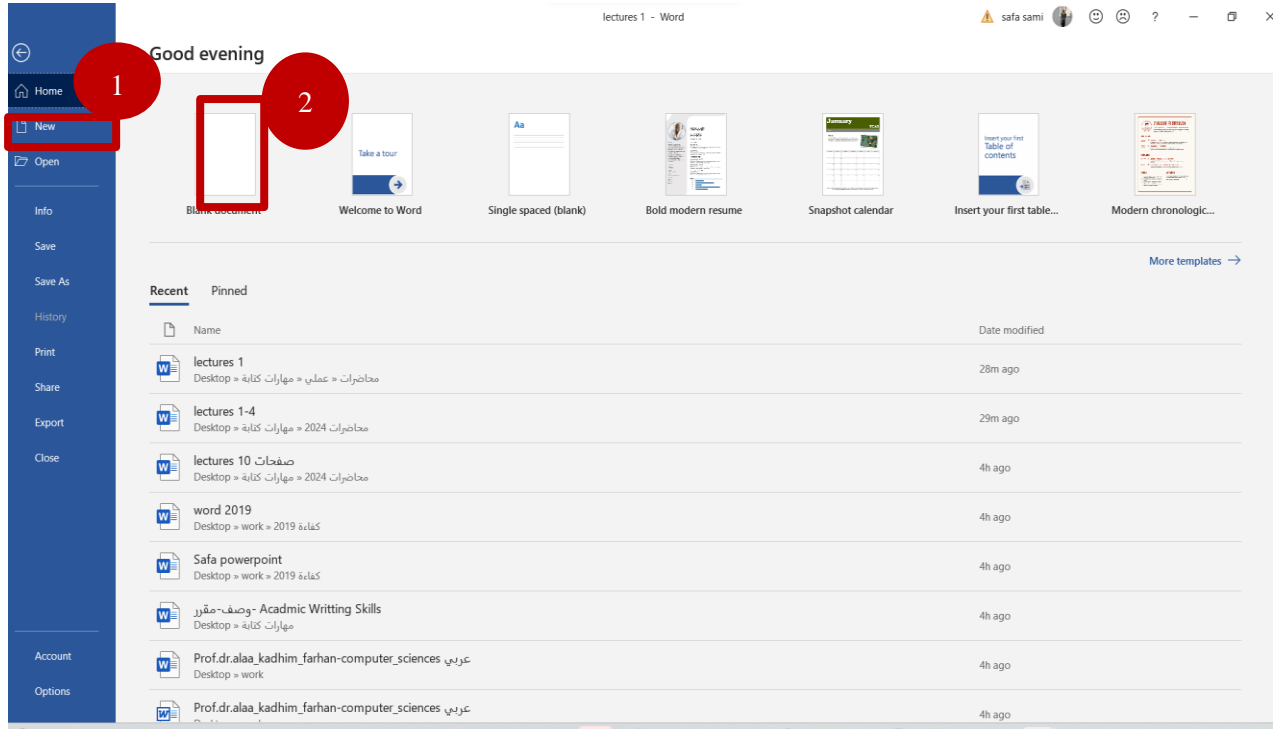 lectures 1 - Word
safa sami
?
Good evening
1
2
Home
New
Open
Info
Save
Save As
History
Print
Share
Export
Close
Account
Options
Aa
Take a tour
January
Insert your first
Table of
contents
Blank document
Welcome to Word
Single spaced (blank)
Bold modern resume
Snapshot calendar
Insert your first table...
Modern chronologic...
More templates
Recent Pinned
Name Date modified
lectures 1
Desktop » محاضرات » عملي » مهارات كتابة
28m ago
lectures 1-4
Desktop » محاضرات 2024 » مهارات كتابة
29m ago
lectures 10 صفحات
Desktop » محاضرات 2024 » مهارات كتابة
4h ago
word 2019
Desktop » work » 2019 كفاءة
4h ago
Safa powerpoint
Desktop » work » 2019 كفاءة
4h ago
وصف-مقرر- Acadmic Writting Skills
Desktop » مهارات كتابة
4h ago
Prof.dr.alaa_kadhim_farhan-computer_sciences عربي
Desktop » work
4h ago
Prof.dr.alaa_kadhim_farhan-computer_sciences عربي
4h ago